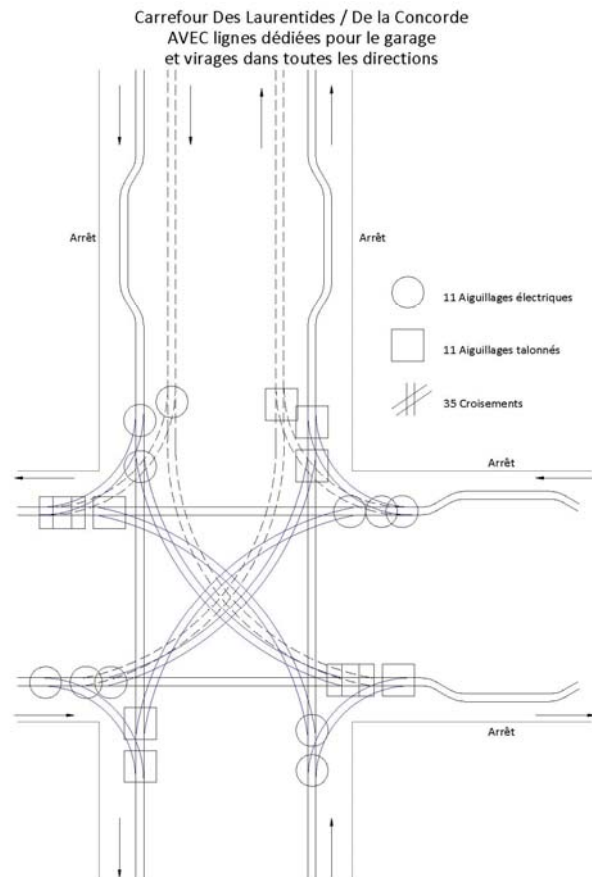 Carrefour Des Laurentides / De la Concorde
AVEC lignes dédiées pour le garage
et virages dans toutes les directions
Arrêt
Arrêt
11 Aiguillages électriques
11 Aiguillages talonnés
35 Croisements
Arrêt
Arrêt